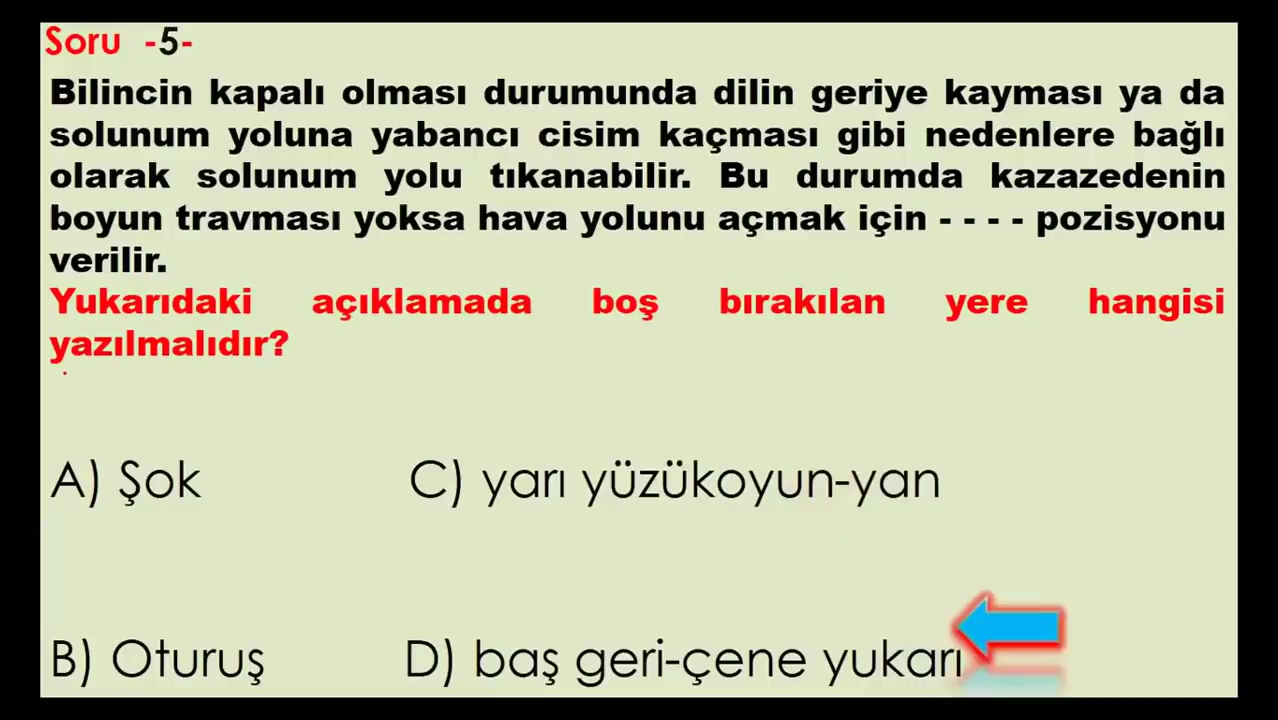 Soru -5-
Bilincin kapalı olması durumunda dilin geriye kayması ya da
solunum yoluna yabancı cisim kaçması gibi nedenlere bağlı
olarak solunum yolu tıkanabilir. Bu durumda kazazedenin
boyun travması yoksa hava yolunu açmak için - - - - pozisyonu
verilir.
Yukarıdaki açıklamada boş bırakılan yere hangisi
yazılmalıdır?
A) Şok
C) yarı yüzükoyun-yan
B) Oturuş
D) baş geri-çene yukarı